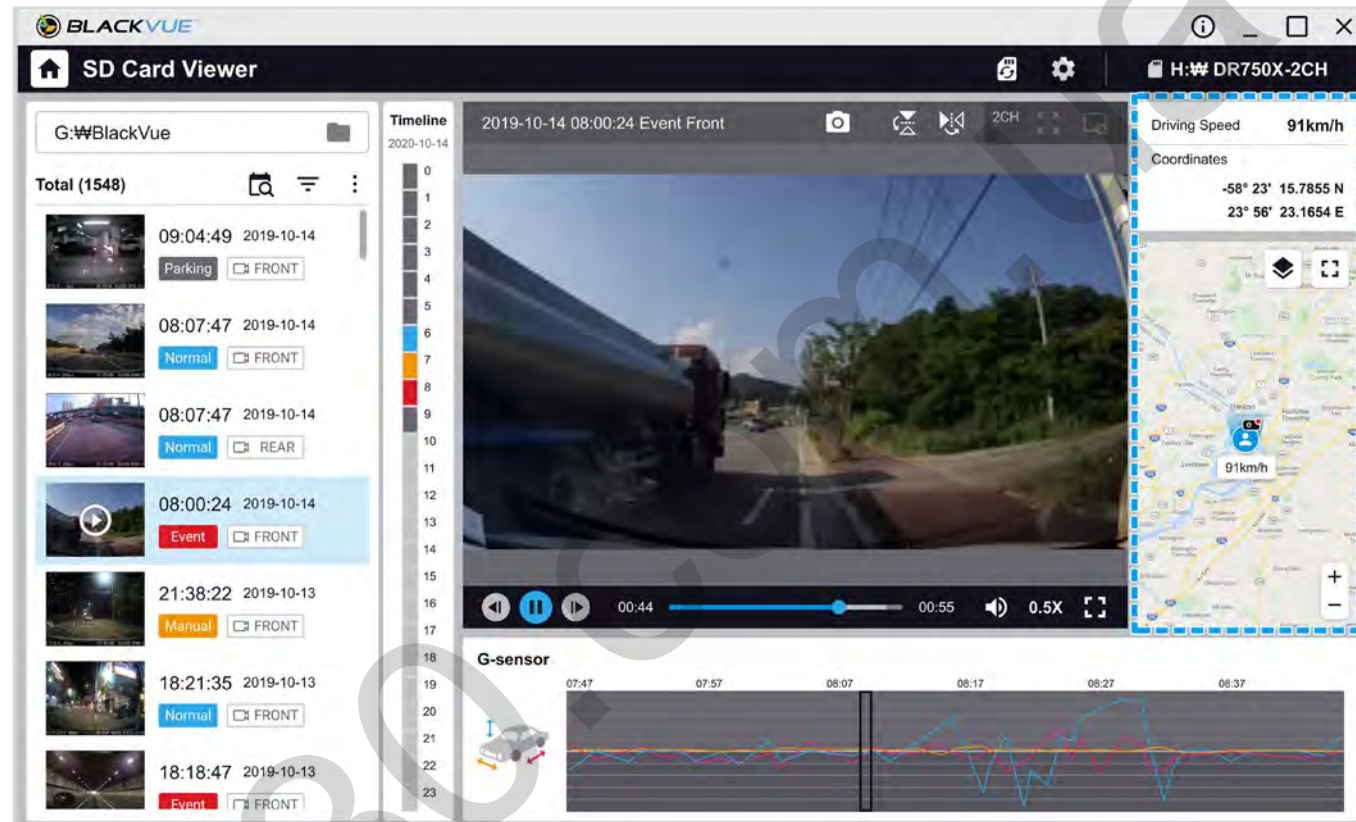 BLACKVUE
SD Card Viewer
H:₩ DR750X-2CH
G:₩BlackVue
Total (1548)
09:04:49 2019-10-14
Parking FRONT
08:07:47 2019-10-14
Normal FRONT
08:07:47 2019-10-14
Normal REAR
08:00:24 2019-10-14
Event FRONT
21:38:22 2019-10-13
Manual FRONT
18:21:35 2019-10-13
Normal FRONT
18:18:47 2019-10-13
Event FRONT
Timeline
2020-10-14
0
1
2
3
4
5
6
7
8
9
10
11
12
13
14
15
16
17
18
19
20
21
22
23
2019-10-14 08:00:24 Event Front
2CH
00:44
00:55
0.5X
Driving Speed 91km/h
Coordinates
-58° 23' 15.7855 N
23° 56' 23.1654 E
91km/h
+
−
G-sensor
07:47 07:57 08:07 08:17 08:27 08:37